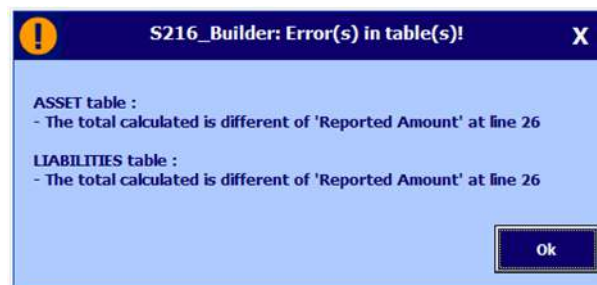 S216_Builder: Error(s) in table(s)!
X
ASSET table :
- The total calculated is different of 'Reported Amount' at line 26
LIABILITIES table :
- The total calculated is different of 'Reported Amount' at line 26
Ok